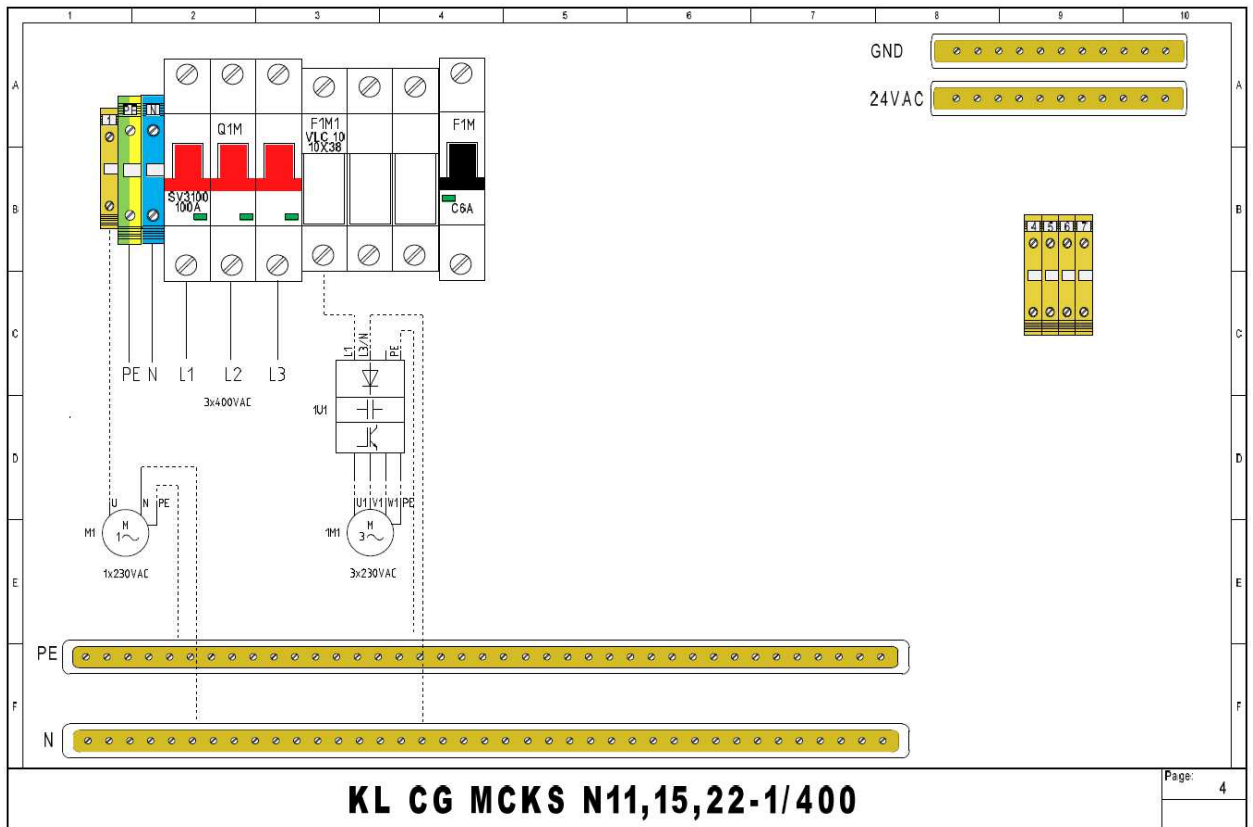 1 2 3 4 5 6 7 8 9 10
GND
24VAC
A A
1 PE N
Q1M
F1M1
VLC 10
10X38
F1M
SV3100
100A
C6A
B B
4 5 6 7
C C
PE N L1 L2 L3
3x400VAC
L1 L3/N PE
1U1
D D
U N PE
M1
M
1~
1x230VAC
U1 V1 W1 PE
1M1
M
3~
3x230VAC
E E
PE
F F
N
KL CG MCKS N11,15,22-1/400
Page:
4